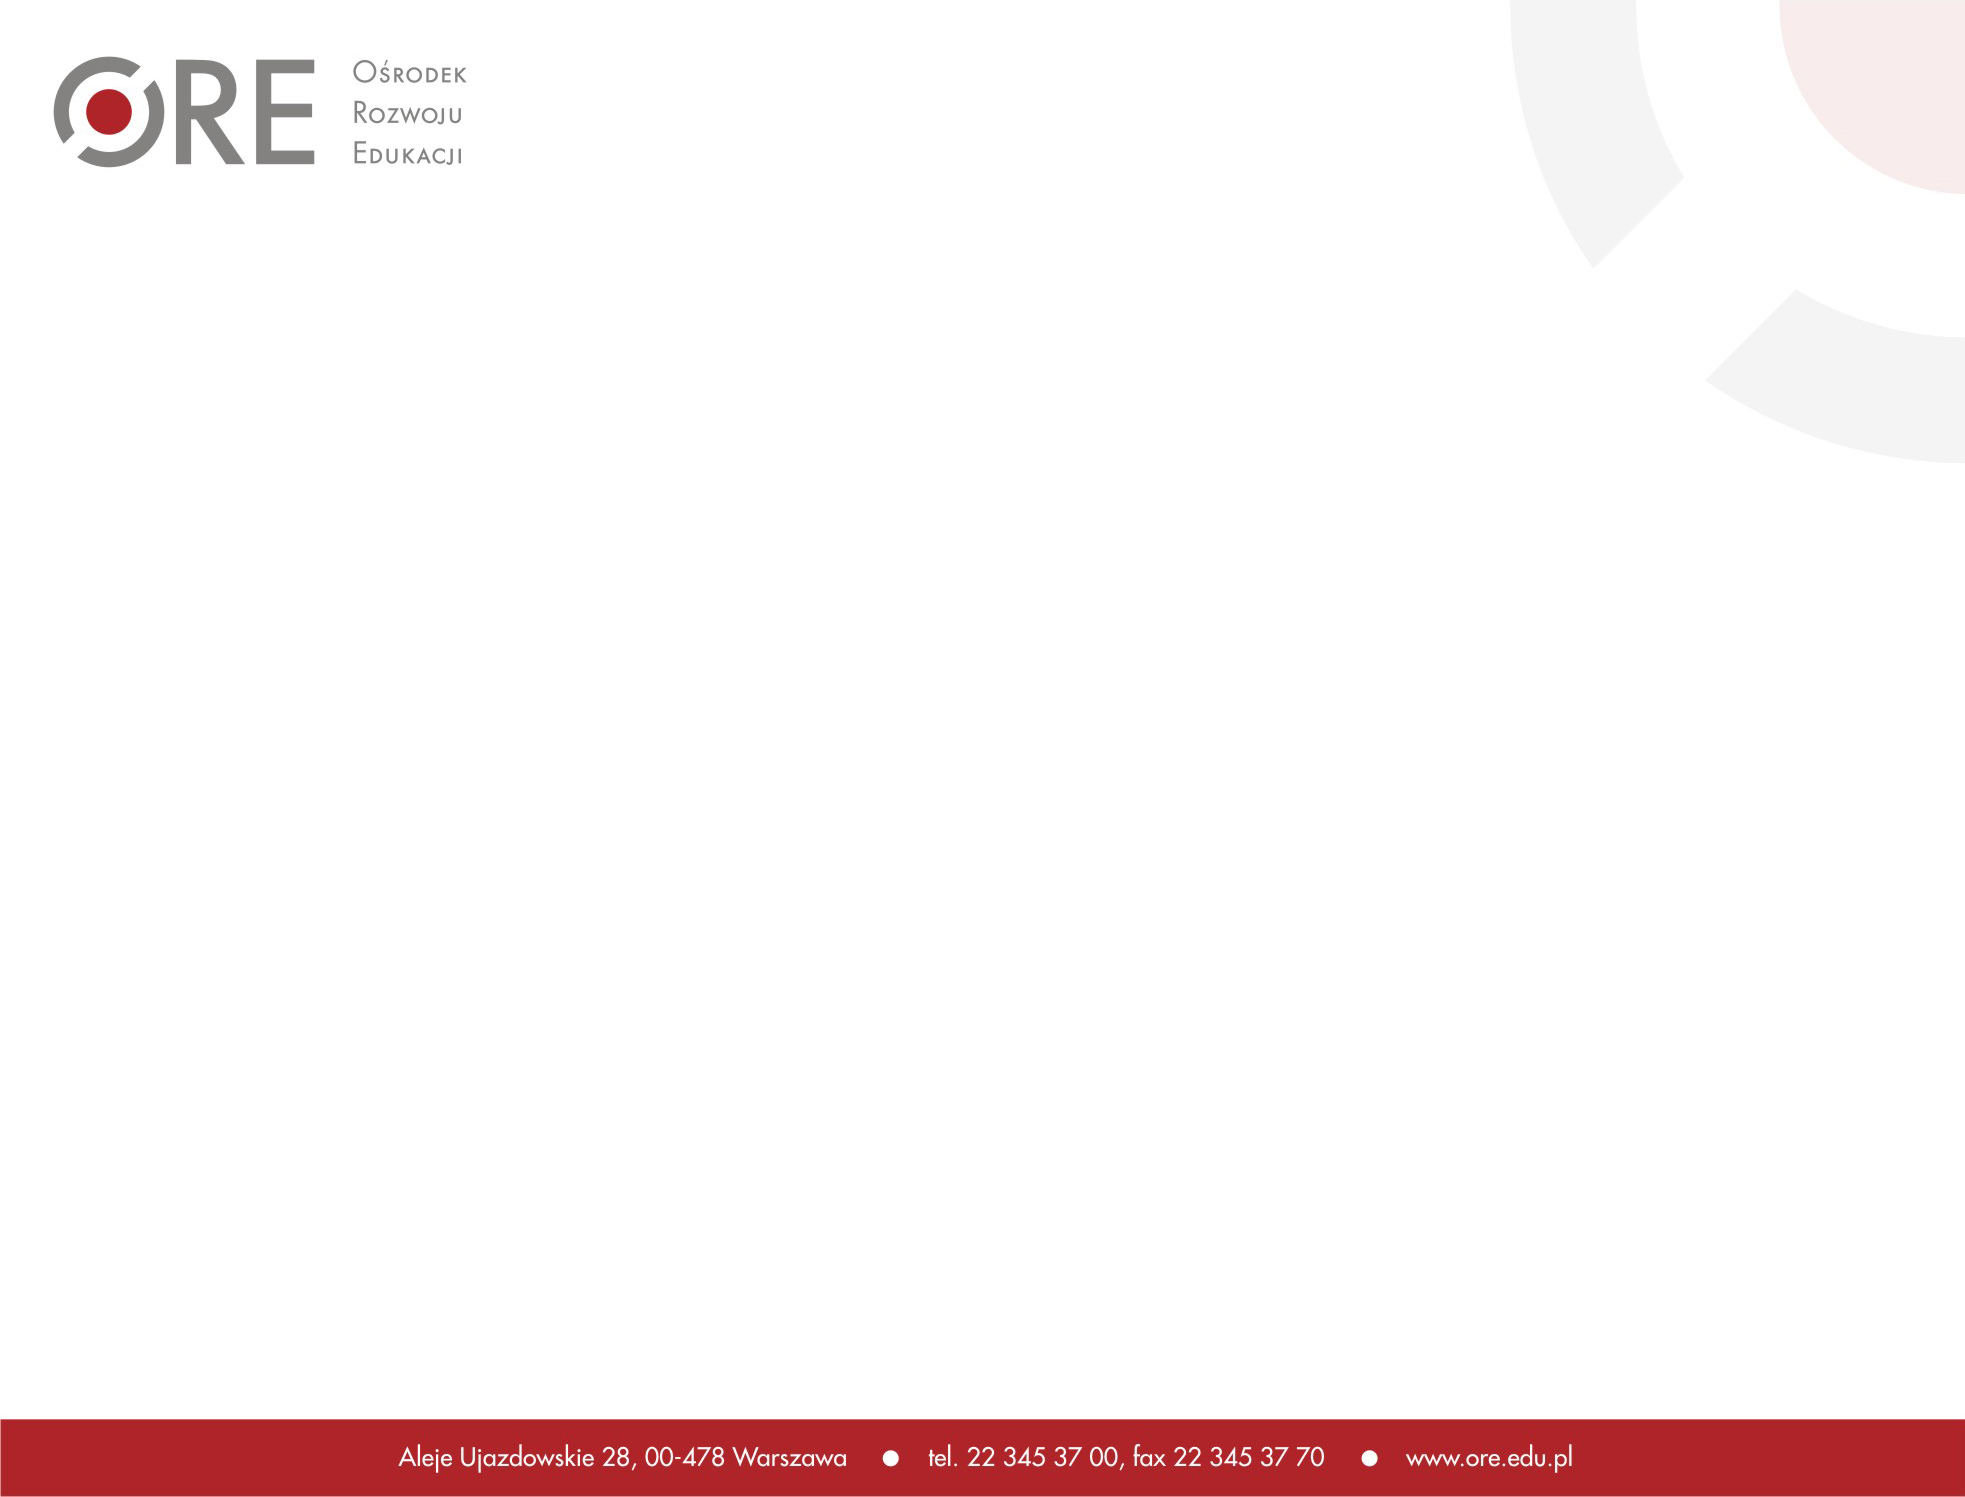 ORE
Ośrodek
Rozwoju
Edukacji
Aleje Ujazdowskie 28, 00-478 Warszawa ● tel. 22 345 37 00, fax 22 345 37 70 ● www.ore.edu.pl